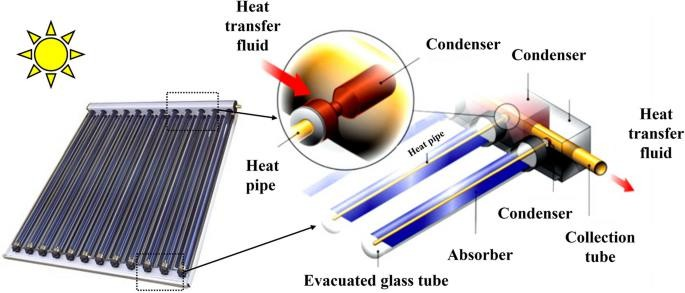 Heat
transfer
fluid
Condenser
Condenser
Heat
transfer
fluid
Heat
pipe
Heat pipe
Condenser
Absorber
Collection
tube
Evacuated glass tube